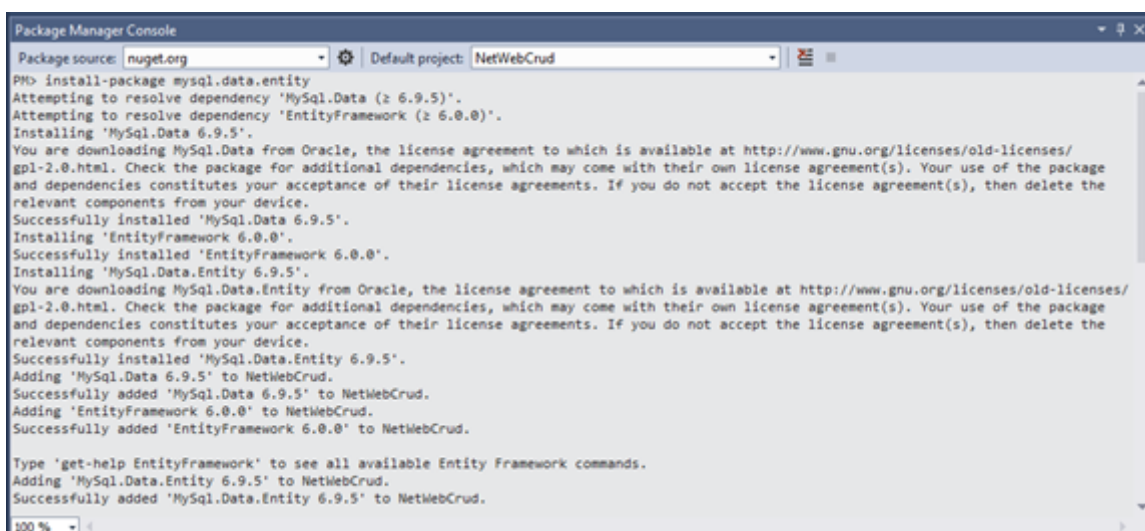 Package Manager Console
Package source: nuget.org Default project: NetWebCrud
PM> install-package mysql.data.entity
Attempting to resolve dependency 'MySql.Data (≥ 6.9.5)'.
Attempting to resolve dependency 'EntityFramework (≥ 6.0.0)'.
Installing 'MySql.Data 6.9.5'.
You are downloading MySql.Data from Oracle, the license agreement to which is available at http://www.gnu.org/licenses/old-licenses/
gpl-2.0.html. Check the package for additional dependencies, which may come with their own license agreement(s). Your use of the package
and dependencies constitutes your acceptance of their license agreements. If you do not accept the license agreement(s), then delete the
relevant components from your device.
Successfully installed 'MySql.Data 6.9.5'.
Installing 'EntityFramework 6.0.0'.
Successfully installed 'EntityFramework 6.0.0'.
Installing 'MySql.Data.Entity 6.9.5'.
You are downloading MySql.Data.Entity from Oracle, the license agreement to which is available at http://www.gnu.org/licenses/old-licenses/
gpl-2.0.html. Check the package for additional dependencies, which may come with their own license agreement(s). Your use of the package
and dependencies constitutes your acceptance of their license agreements. If you do not accept the license agreement(s), then delete the
relevant components from your device.
Successfully installed 'MySql.Data.Entity 6.9.5'.
Adding 'MySql.Data 6.9.5' to NetWebCrud.
Successfully added 'MySql.Data 6.9.5' to NetWebCrud.
Adding 'EntityFramework 6.0.0' to NetWebCrud.
Successfully added 'EntityFramework 6.0.0' to NetWebCrud.
Type 'get-help EntityFramework' to see all available Entity Framework commands.
Adding 'MySql.Data.Entity 6.9.5' to NetWebCrud.
Successfully added 'MySql.Data.Entity 6.9.5' to NetWebCrud.
100 %